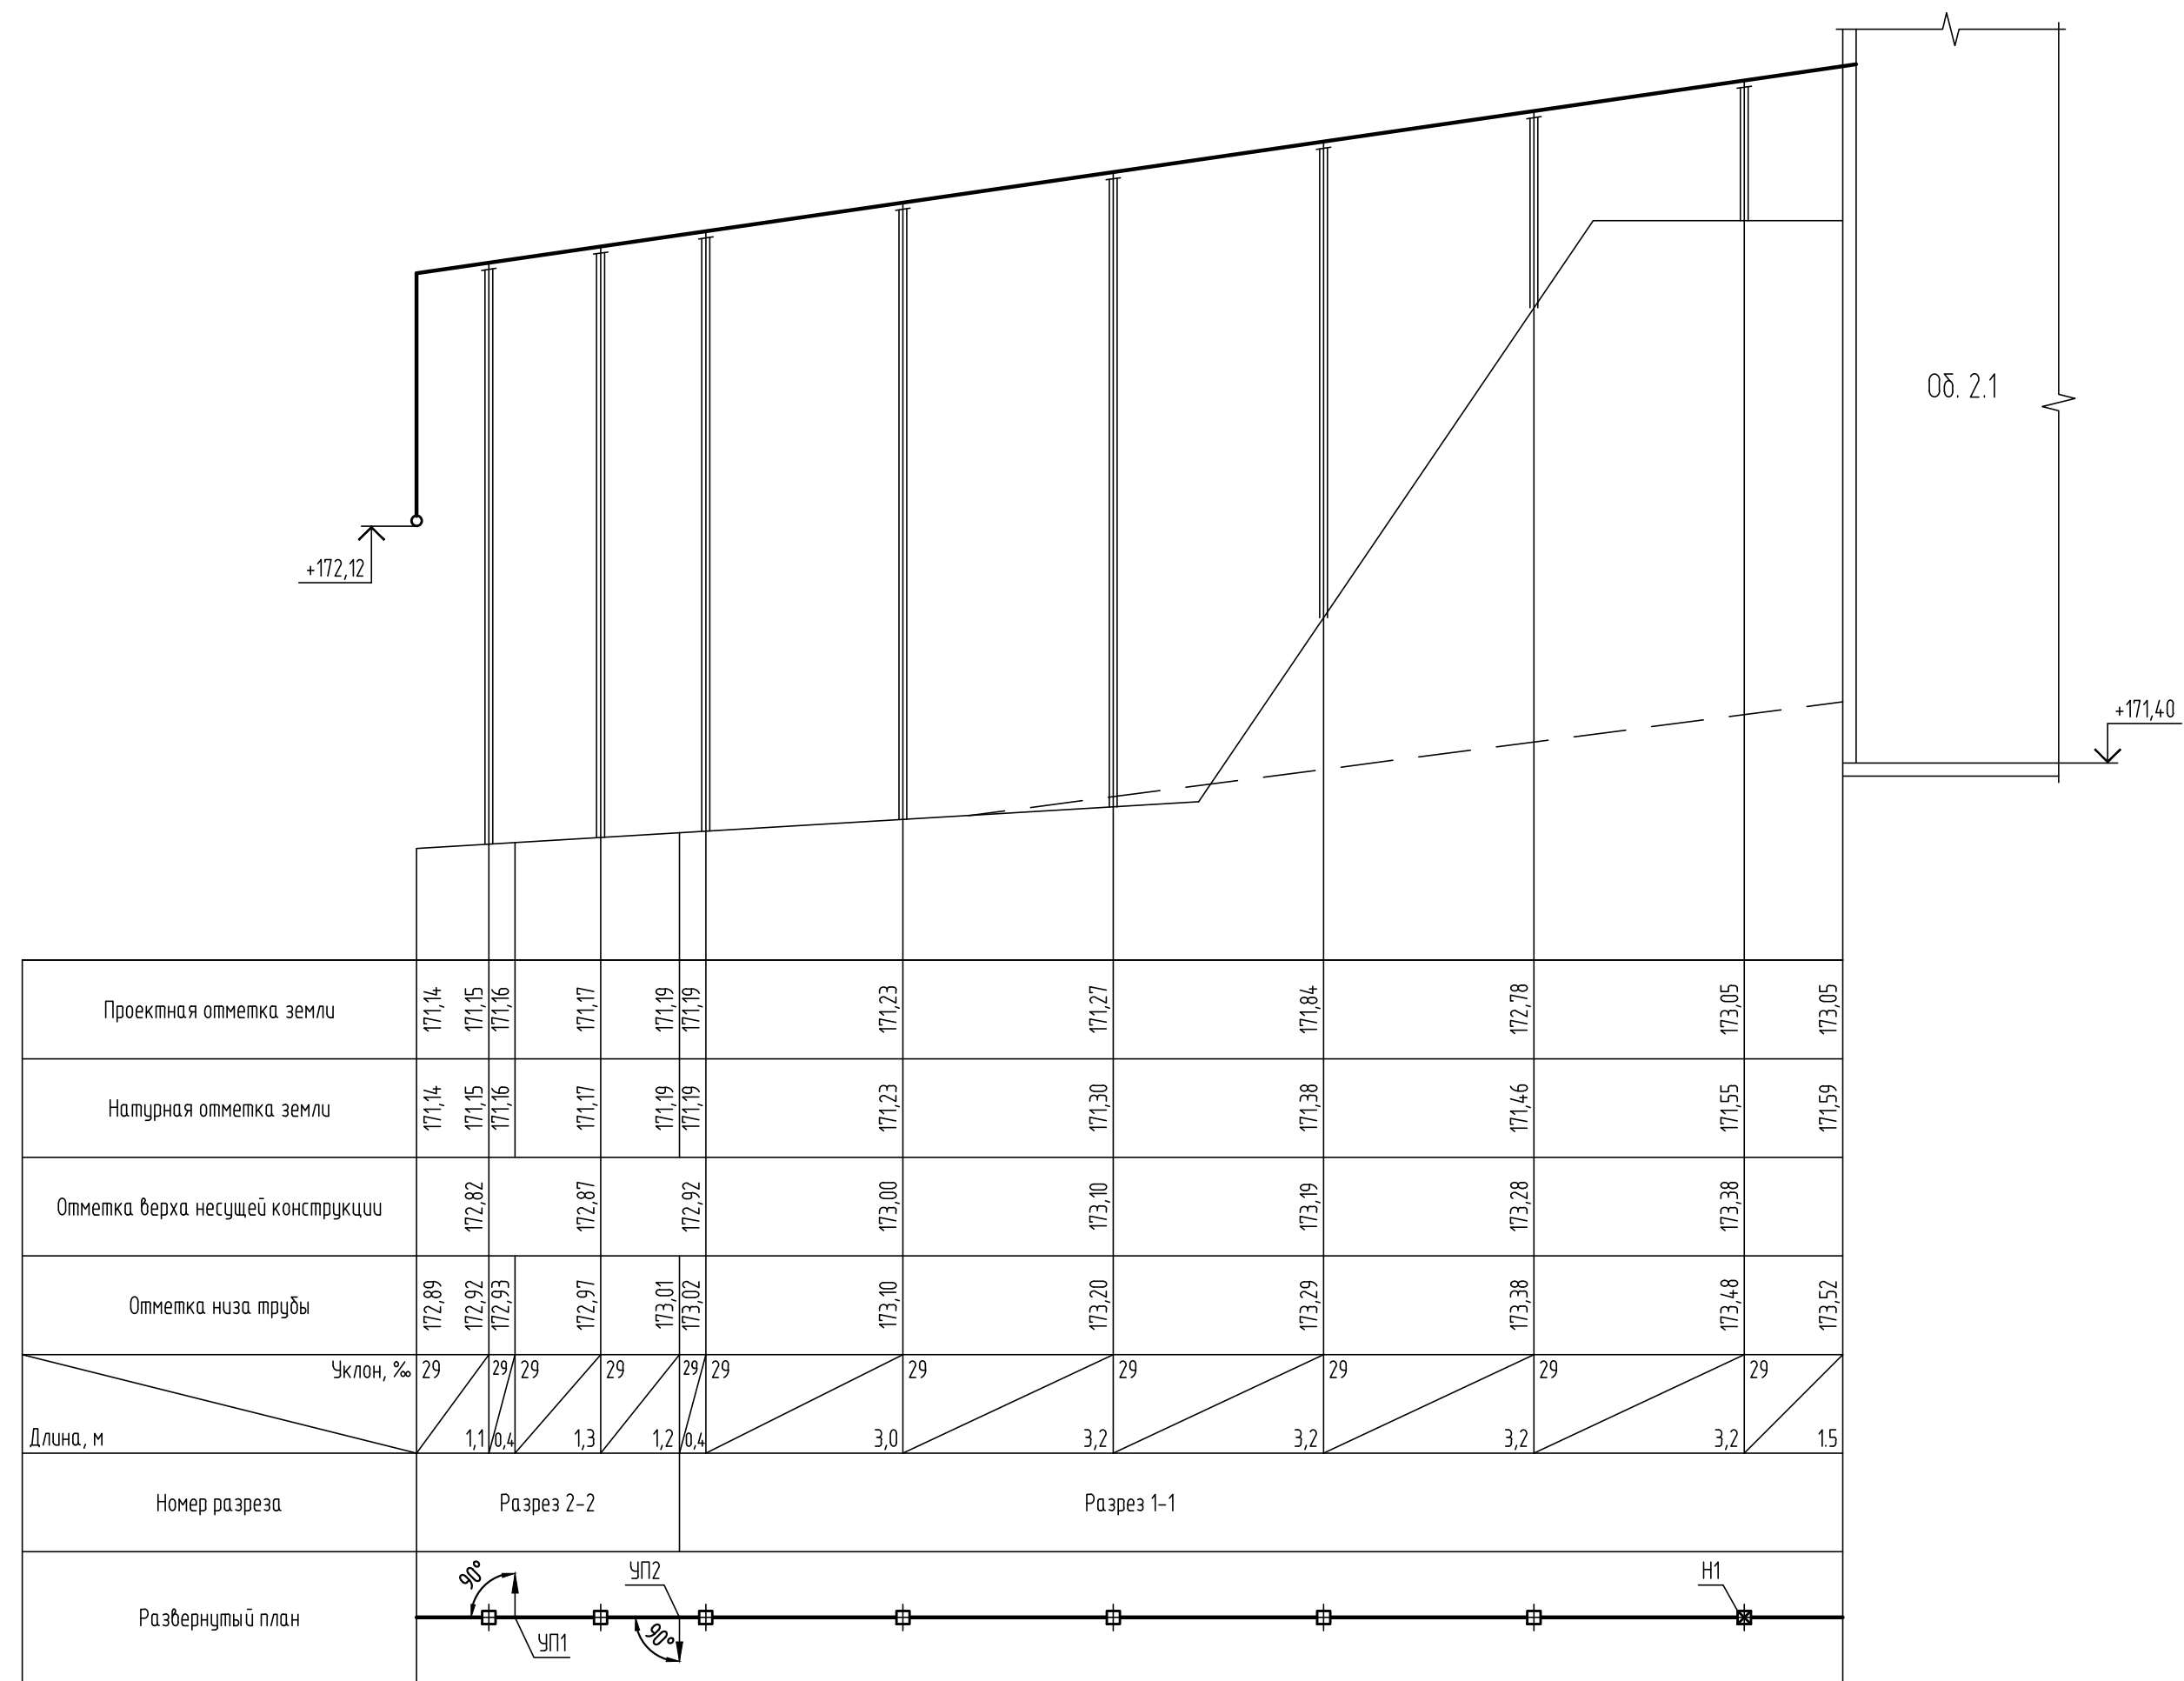 Об. 2.1
+172,12
+171,40
Проектная отметка земли 171,14 171,15 171,16 171,17 171,19 171,19 171,23 171,27 171,84 172,78 173,05 173,05
Натурная отметка земли 171,14 171,15 171,16 171,17 171,19 171,19 171,23 171,30 171,38 171,46 171,55 171,59
Отметка верха несущей конструкции 172,82 172,87 172,92 173,00 173,10 173,19 173,28 173,38
Отметка низа трубы 172,89 172,92 172,93 172,97 173,01 173,02 173,10 173,20 173,29 173,38 173,48 173,52
Уклон, ‰ 29 29 29 29 29 29 29 29 29 29 29
Длина, м 1,1 0,4 1,3 1,2 0,4 3,0 3,2 3,2 3,2 3,2 1.5
Номер разреза Разрез 2-2 Разрез 1-1
90° УП2 Н1
Развернутый план УП1 90°